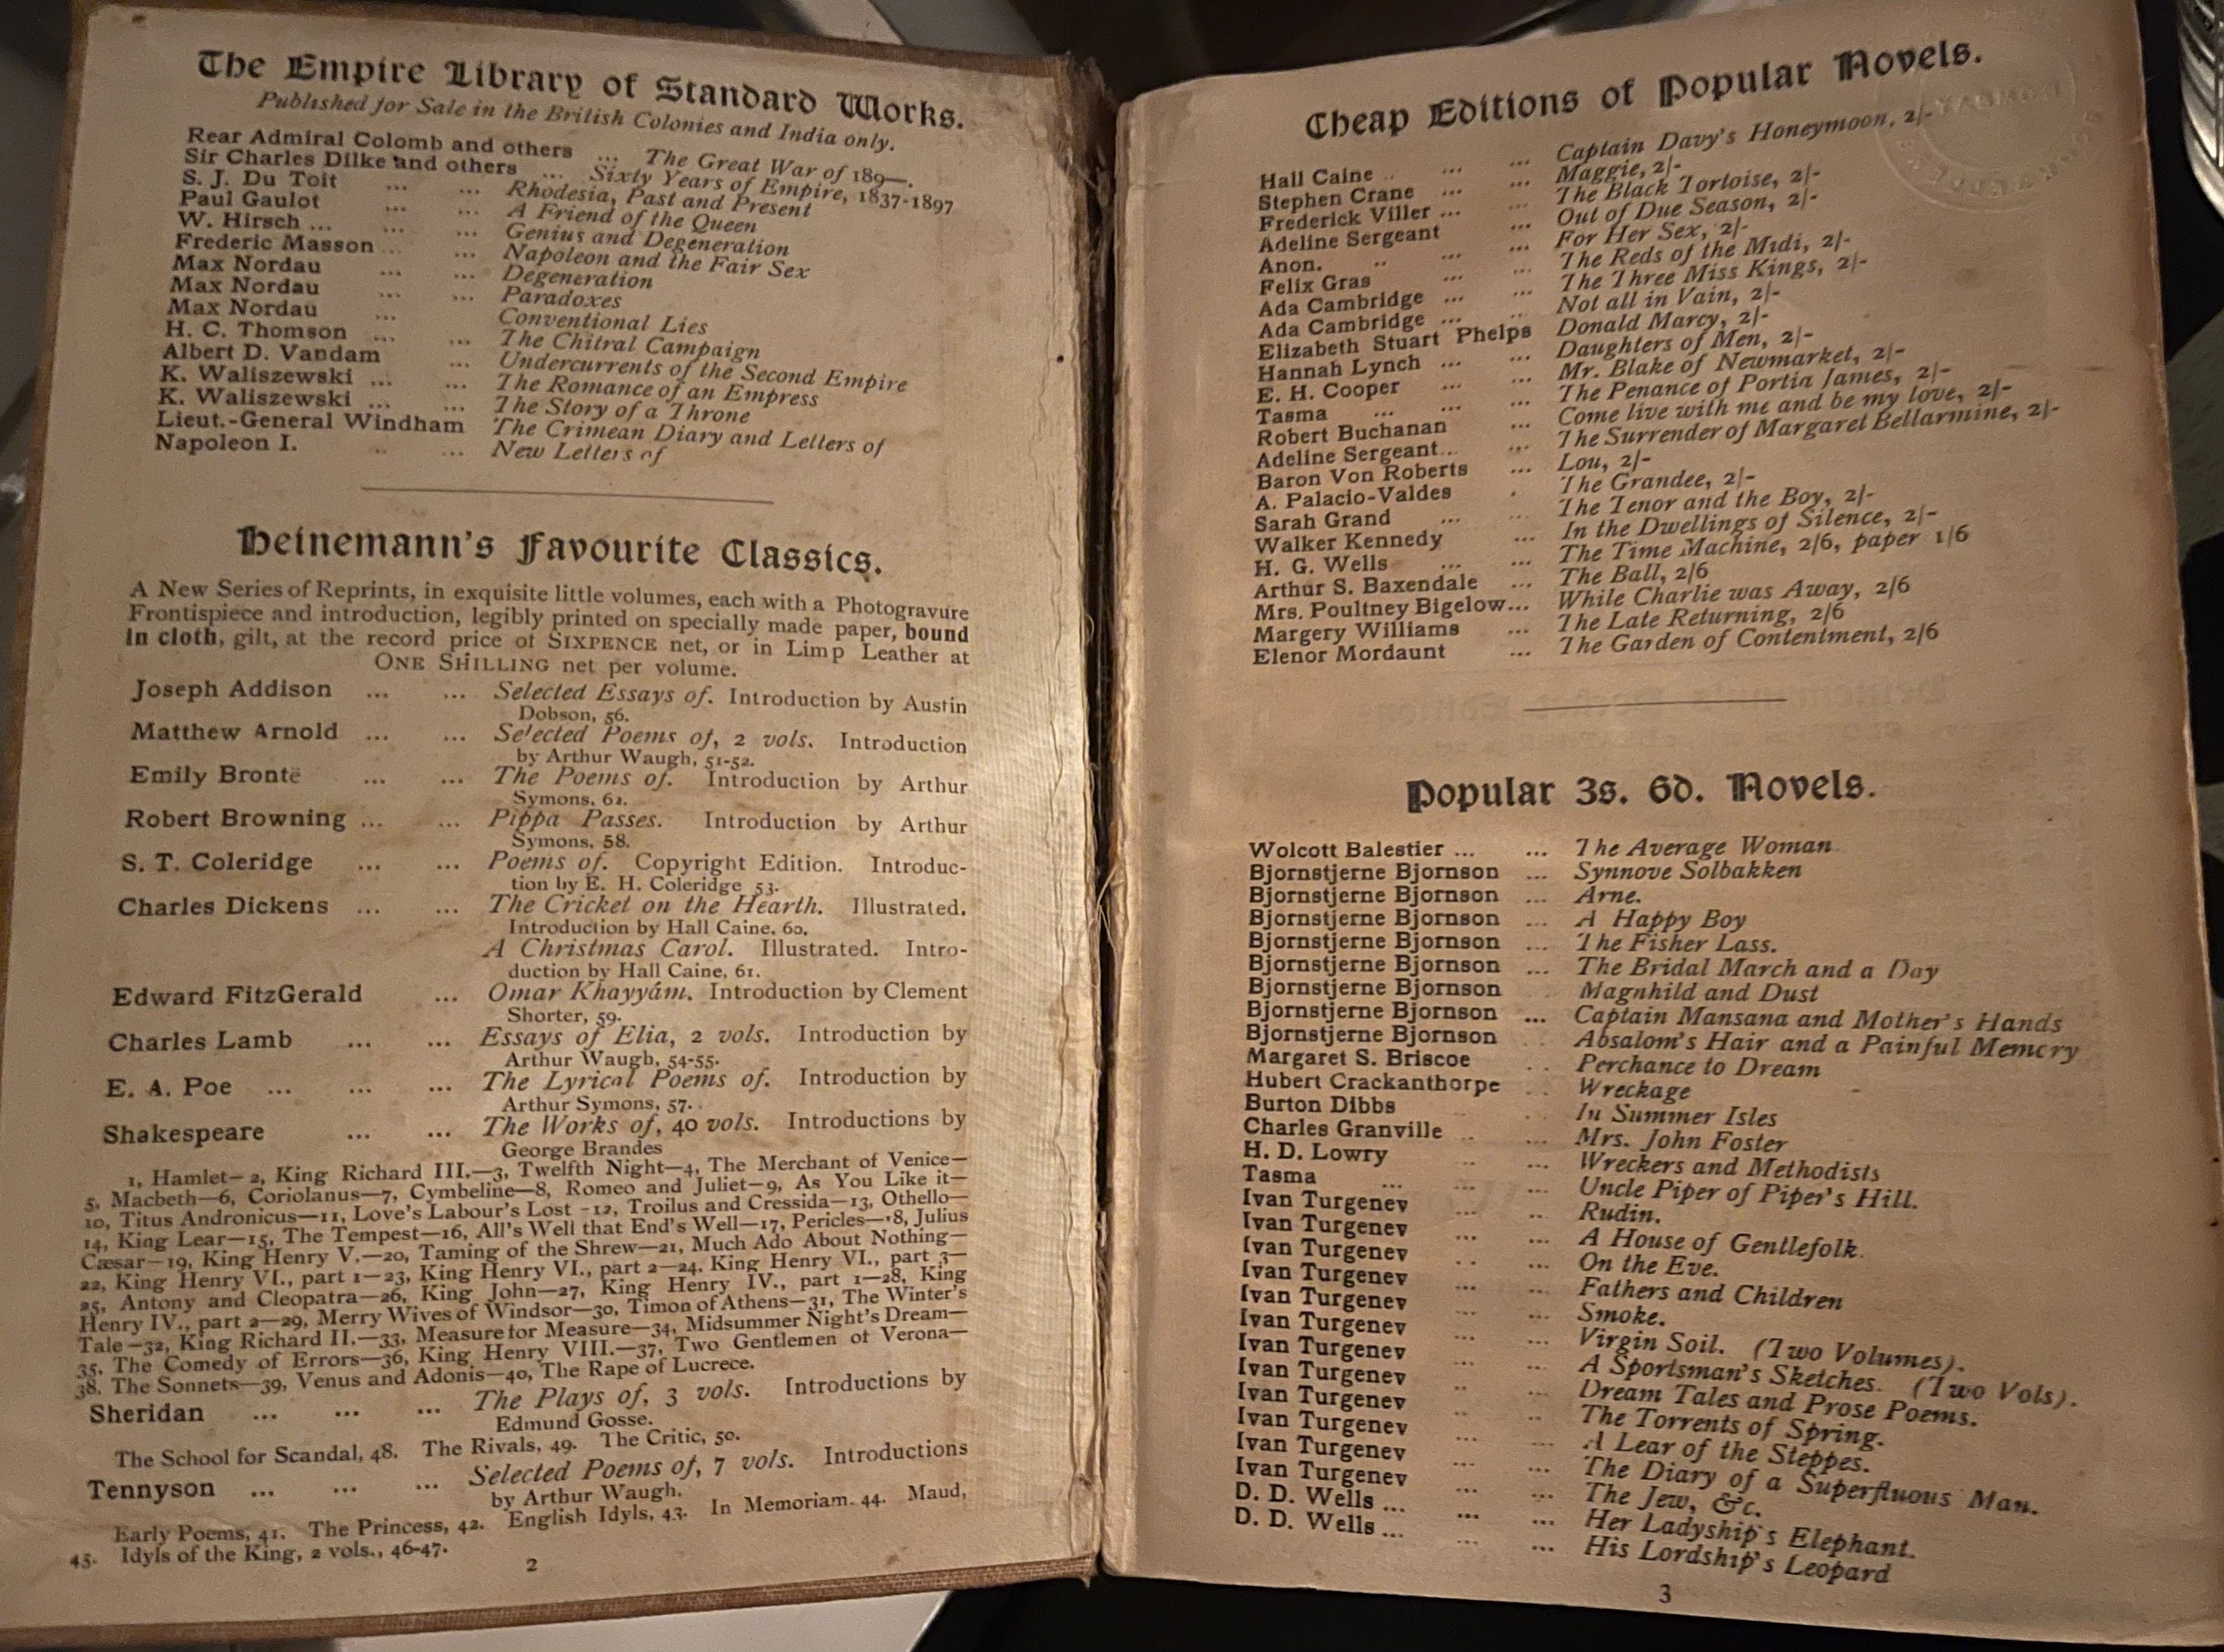 The Empire Library of Standard Works.
Published for Sale in the British Colonies and India only.
Rear Admiral Colomb and others ... The Great War of 189—.
Sir Charles Dilke and others ... Sixty Years of Empire, 1837-1897
S. J. Du Toit ... ... Rhodesia, Past and Present
Paul Gaulot ... ... A Friend of the Queen
W. Hirsch ... ... ... Genius and Degeneration
Frederic Masson ... ... Napoleon and the Fair Sex
Max Nordau ... ... Degeneration
Max Nordau ... ... Paradoxes
Max Nordau ... Conventional Lies
H. C. Thomson ... ... The Chitral Campaign
Albert D. Vandam ... Undercurrents of the Second Empire
K. Waliszewski ... ... The Romance of an Empress
K. Waliszewski ... ... The Story of a Throne
Lieut.-General Windham The Crimean Diary and Letters of
Napoleon I. .. ... New Letters of
Heinemann's Favourite Classics.
A New Series of Reprints, in exquisite little volumes, each with a Photogravure
Frontispiece and introduction, legibly printed on specially made paper, bound
in cloth, gilt, at the record price of SIXPENCE net, or in Limp Leather at
ONE SHILLING net per volume.
Joseph Addison ... ... Selected Essays of. Introduction by Austin
Dobson, 56.
Matthew Arnold ... ... Selected Poems of, 2 vols. Introduction
by Arthur Waugh, 51-52.
Emily Brontë ... ... The Poems of. Introduction by Arthur
Symons, 62.
Robert Browning ... ... Pippa Passes. Introduction by Arthur
Symons, 58.
S. T. Coleridge ... ... Poems of. Copyright Edition. Introduc-
tion by E. H. Coleridge 53.
Charles Dickens ... ... The Cricket on the Hearth. Illustrated.
Introduction by Hall Caine, 60.
A Christmas Carol. Illustrated. Intro-
duction by Hall Caine, 61.
Edward FitzGerald ... Omar Khayyám. Introduction by Clement
Shorter, 59.
Charles Lamb ... ... Essays of Elia, 2 vols. Introduction by
Arthur Waugh, 54-55.
E. A. Poe ... ... ... The Lyrical Poems of. Introduction by
Arthur Symons, 57.
Shakespeare ... ... The Works of, 40 vols. Introductions by
George Brandes
1, Hamlet—2, King Richard III.—3, Twelfth Night—4, The Merchant of Venice—
5, Macbeth—6, Coriolanus—7, Cymbeline—8, Romeo and Juliet—9, As You Like it—
10, Titus Andronicus—11, Love's Labour's Lost -12, Troilus and Cressida—13, Othello—
14, King Lear—15, The Tempest—16, All's Well that End's Well—17, Pericles—18, Julius
Cæsar—19, King Henry V.—20, Taming of the Shrew—21, Much Ado About Nothing—
22, King Henry VI., part 1—23, King Henry VI., part 2—24. King Henry VI., part 3—
25, Antony and Cleopatra—26, King John—27, King Henry IV., part 1—28, King
Henry IV., part 2—29, Merry Wives of Windsor—30, Timon of Athens—31, The Winter's
Tale—32, King Richard II.—33, Measure for Measure—34, Midsummer Night's Dream—
35, The Comedy of Errors—36, King Henry VIII.—37, Two Gentlemen of Verona—
38. The Sonnets—39, Venus and Adonis—40, The Rape of Lucrece.
Sheridan ... ... ... The Plays of, 3 vols. Introductions by
Edmund Gosse.
The School for Scandal, 48. The Rivals, 49. The Critic, 50.
Tennyson ... ... ... Selected Poems of, 7 vols. Introductions
by Arthur Waugh.
Early Poems, 41. The Princess, 42. English Idyls, 43. In Memoriam. 44. Maud,
45. Idyls of the King, 2 vols., 46-47.
2
Cheap Editions of Popular Novels.
Hall Caine .. ... ... Captain Davy's Honeymoon, 2/-
Stephen Crane ... ... Maggie, 2/-
Frederick Viller ... ... The Black Tortoise, 2/-
Adeline Sergeant ... Out of Due Season, 2/-
Anon. .. ... ... For Her Sex, 2/-
Felix Gras ... ... The Reds of the Midi, 2/-
Ada Cambridge ... ... The Three Miss Kings, 2/-
Ada Cambridge ... .. Not all in Vain, 2/-
Elizabeth Stuart Phelps Donald Marcy, 2/-
Hannah Lynch ... ... Daughters of Men, 2/-
E. H. Cooper ... ... Mr. Blake of Newmarket, 2/-
Tasma ... ... ... The Penance of Portia James, 2/-
Robert Buchanan ... Come live with me and be my love, 2/-
Adeline Sergeant... ... The Surrender of Margaret Bellarmine, 2/-
Baron Von Roberts ... Lou, 2/-
A. Palacio-Valdes . The Grandee, 2/-
Sarah Grand ... ... The Tenor and the Boy, 2/-
Walker Kennedy ... In the Dwellings of Silence, 2/-
H. G. Wells ... ... The Time Machine, 2/6, paper 1/6
Arthur S. Baxendale ... The Ball, 2/6
Mrs. Poultney Bigelow... While Charlie was Away, 2/6
Margery Williams ... The Late Returning, 2/6
Elenor Mordaunt ... The Garden of Contentment, 2/6
Popular 3s. 6d. Novels.
Wolcott Balestier ... ... The Average Woman
Bjornstjerne Bjornson ... Synnove Solbakken
Bjornstjerne Bjornson ... Arne.
Bjornstjerne Bjornson ... A Happy Boy
Bjornstjerne Bjornson ... The Fisher Lass.
Bjornstjerne Bjornson ... The Bridal March and a Day
Bjornstjerne Bjornson .. Magnhild and Dust
Bjornstjerne Bjornson ... Captain Mansana and Mother's Hands
Bjornstjerne Bjornson .. Absalom's Hair and a Painful Memory
Margaret S. Briscoe .. Perchance to Dream
Hubert Crackanthorpe .. Wreckage
Burton Dibbs .. In Summer Isles
Charles Granville .. ... Mrs. John Foster
H. D. Lowry .. ... Wreckers and Methodists
Tasma ... ... ... Uncle Piper of Piper's Hill.
Ivan Turgenev ... ... Rudin.
Ivan Turgenev ... ... A House of Gentlefolk.
Ivan Turgenev .. ... On the Eve.
Ivan Turgenev ... ... Fathers and Children
Ivan Turgenev ... ... Smoke.
Ivan Turgenev ... ... Virgin Soil. (Two Volumes).
Ivan Turgenev ... ... A Sportsman's Sketches. (Two Vols).
Ivan Turgenev .. ... Dream Tales and Prose Poems.
Ivan Turgenev ... ... The Torrents of Spring.
Ivan Turgenev ... ... A Lear of the Steppes.
Ivan Turgenev ... ... The Diary of a Superfluous Man.
Ivan Turgenev ... ... The Jew, &c.
D. D. Wells ... ... ... Her Ladyship's Elephant.
D. D. Wells ... ... ... His Lordship's Leopard
3